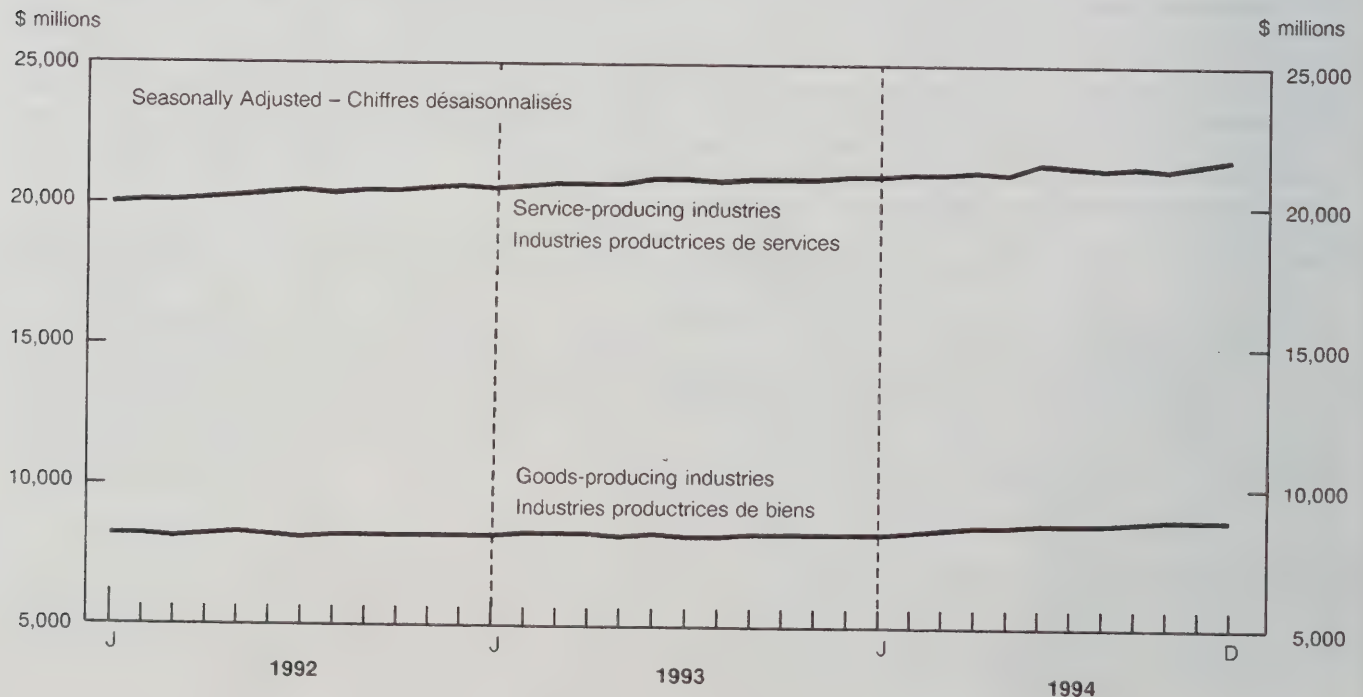 $ millions
$ millions
25,000
25,000
Seasonally Adjusted – Chiffres désaisonnalisés
20,000
20,000
Service-producing industries
Industries productrices de services
15,000
15,000
10,000
10,000
Goods-producing industries
Industries productrices de biens
5,000
5,000
J
J
J
D
1992
1993
1994